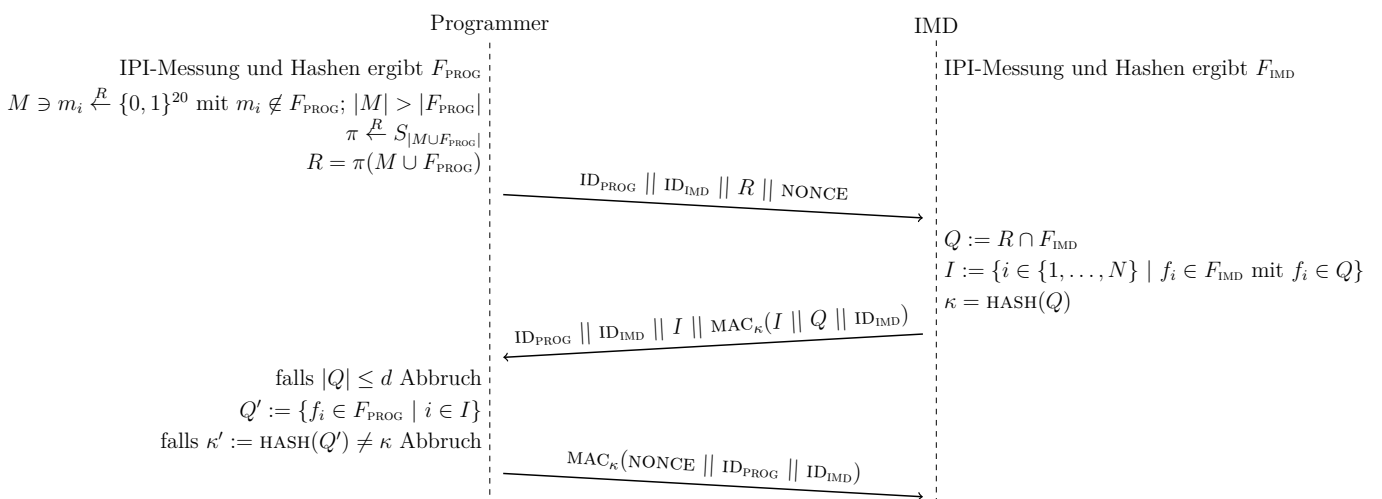 Programmer
IMD
IPI-Messung und Hashen ergibt F_PROG
IPI-Messung und Hashen ergibt F_IMD
M ∋ m_i ←^R {0, 1}^20 mit m_i ∉ F_PROG; |M| > |F_PROG|
π ←^R S_|M∪F_PROG|
R = π(M ∪ F_PROG)
ID_PROG || ID_IMD || R || NONCE
Q := R ∩ F_IMD
I := {i ∈ {1, . . . , N} | f_i ∈ F_IMD mit f_i ∈ Q}
κ = HASH(Q)
ID_PROG || ID_IMD || I || MAC_κ(I || Q || ID_IMD)
falls |Q| ≤ d Abbruch
Q′ := {f_i ∈ F_PROG | i ∈ I}
falls κ′ := HASH(Q′) ≠ κ Abbruch
MAC_κ(NONCE || ID_PROG || ID_IMD)